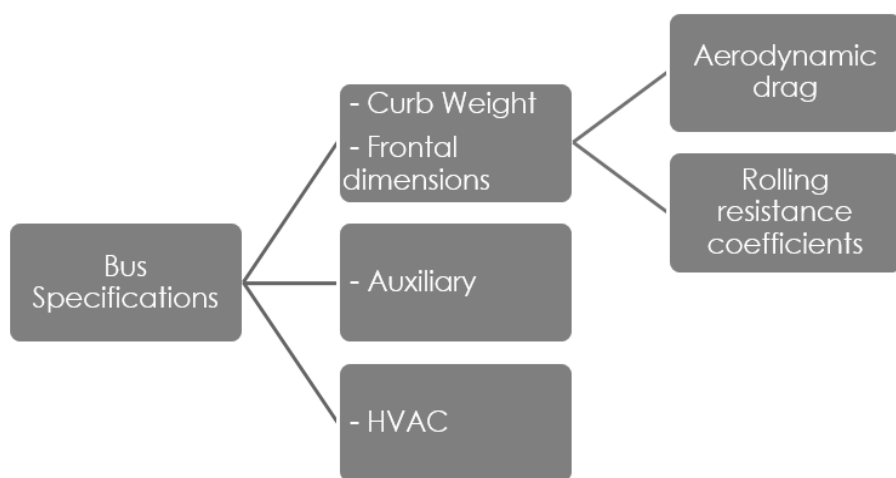 Bus
Specifications
- Curb Weight
- Frontal
dimensions
- Auxiliary
- HVAC
Aerodynamic
drag
Rolling
resistance
coefficients